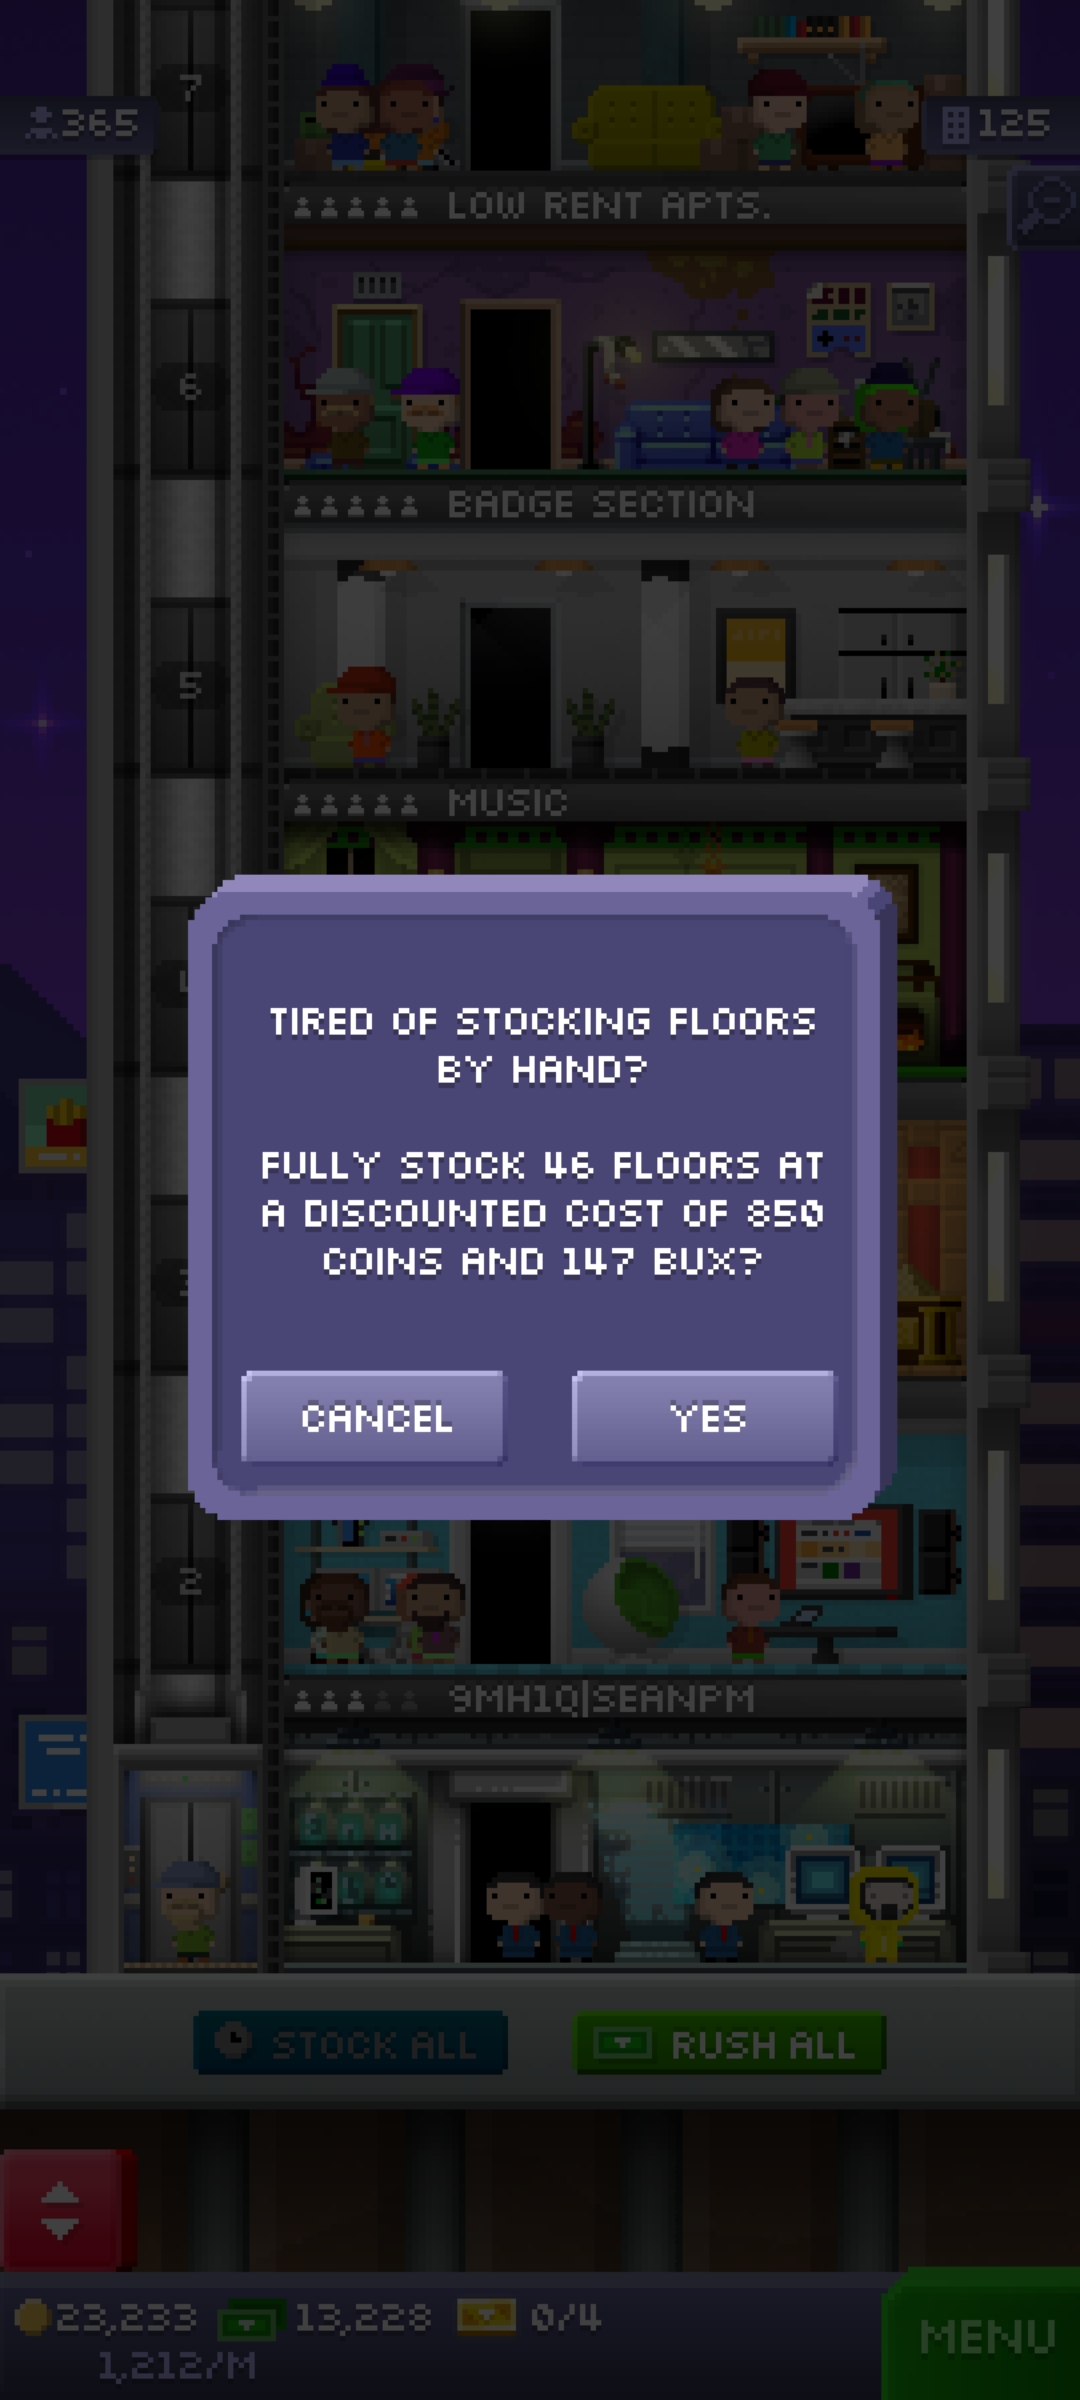 7
365
125
LOW RENT APTS.
6
BADGE SECTION
5
MUSIC
TIRED OF STOCKING FLOORS
BY HAND?
FULLY STOCK 46 FLOORS AT
A DISCOUNTED COST OF 850
COINS AND 147 BUX?
CANCEL
YES
2
9MH1Q|SEANPM
STOCK ALL
RUSH ALL
23,233
13,228
0/4
1,212/M
MENU